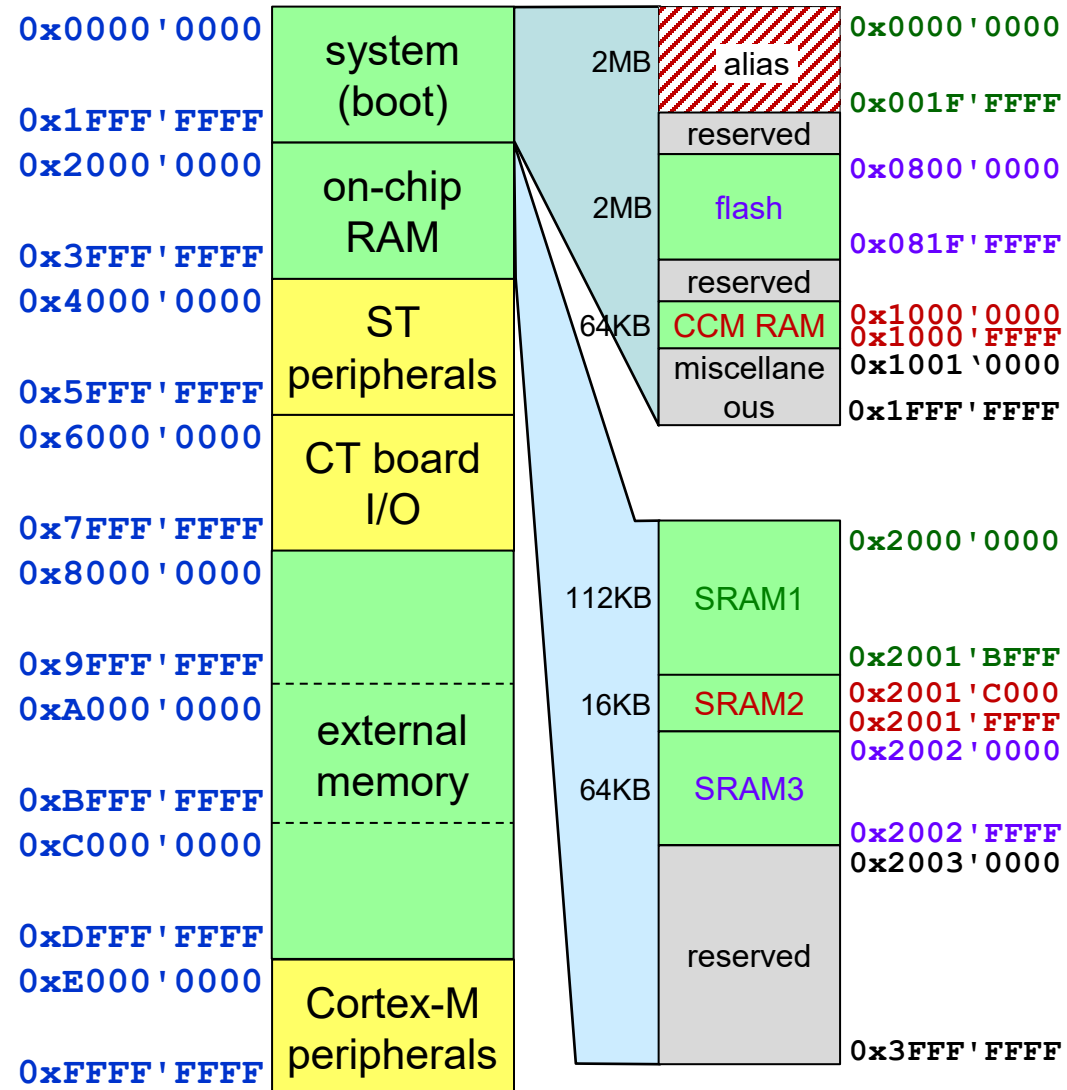 0x0000'0000
system
(boot)
0x1FFF'FFFF
0x2000'0000
on-chip
RAM
0x3FFF'FFFF
0x4000'0000
ST
peripherals
0x5FFF'FFFF
0x6000'0000
CT board
I/O
0x7FFF'FFFF
0x8000'0000
0x9FFF'FFFF
0xA000'0000
external
memory
0xBFFF'FFFF
0xC000'0000
0xDFFF'FFFF
0xE000'0000
Cortex-M
peripherals
0xFFFF'FFFF
0x0000'0000
2MB alias
0x001F'FFFF
reserved
0x0800'0000
2MB flash
0x081F'FFFF
reserved
64KB CCM RAM 0x1000'0000
0x1000'FFFF
miscellane 0x1001‛0000
ous 0x1FFF'FFFF
0x2000'0000
112KB SRAM1
0x2001'BFFF
16KB SRAM2 0x2001'C000
0x2001'FFFF
0x2002'0000
64KB SRAM3
0x2002'FFFF
0x2003'0000
reserved
0x3FFF'FFFF